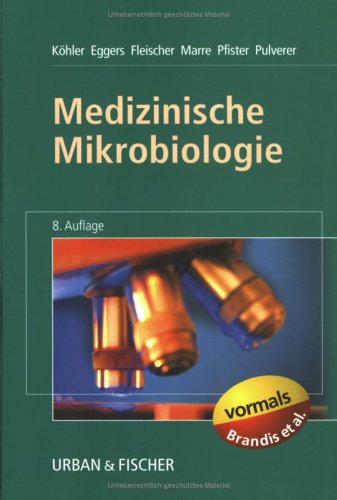 Urheberrechtlich geschütztes Material
Köhler Eggers Fleischer Marre Pfister Pulverer
Medizinische
Mikrobiologie
8. Auflage
vormals
Brandis et al.
URBAN & FISCHER
Urheberrechtlich geschütztes Material